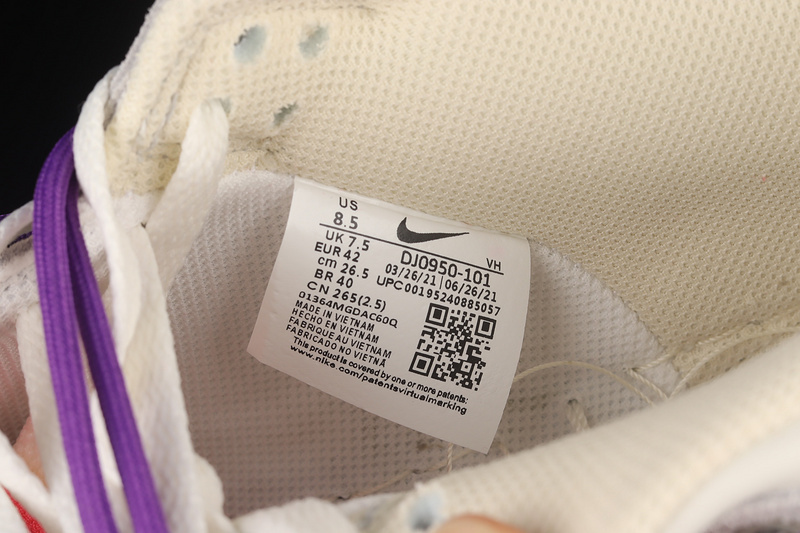 US
8.5
UK 7.5
EUR 42
cm 26.5
BR 40
CN 265(2.5)
VH
DJ0950-101
03/26/21 | 06/26/21
UPC00195240885057
01364MGDAC60Q
MADE IN VIETNAM
HECHO EN VIETNAM
FABRIQUE AU VIETNAM
FABRICADO NO VIETNÃ
This product is covered by one or more patents:
www.nike.com/patentsvirtualmarking